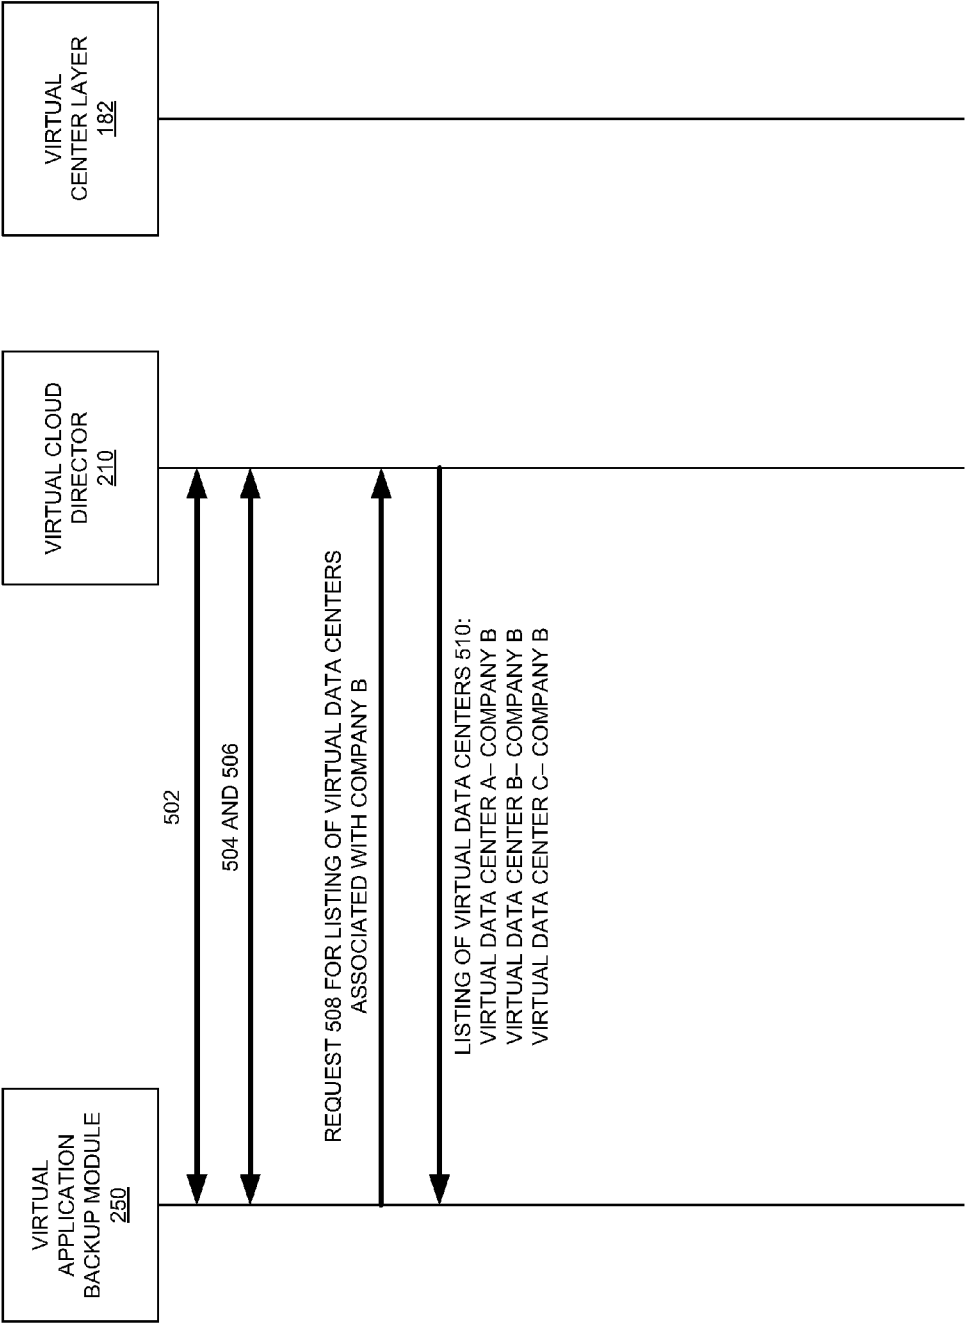 VIRTUAL
APPLICATION
BACKUP MODULE
250
VIRTUAL CLOUD
DIRECTOR
210
VIRTUAL
CENTER LAYER
182
502
504 AND 506
REQUEST 508 FOR LISTING OF VIRTUAL DATA CENTERS
ASSOCIATED WITH COMPANY B
LISTING OF VIRTUAL DATA CENTERS 510:
VIRTUAL DATA CENTER A– COMPANY B
VIRTUAL DATA CENTER B– COMPANY B
VIRTUAL DATA CENTER C– COMPANY B